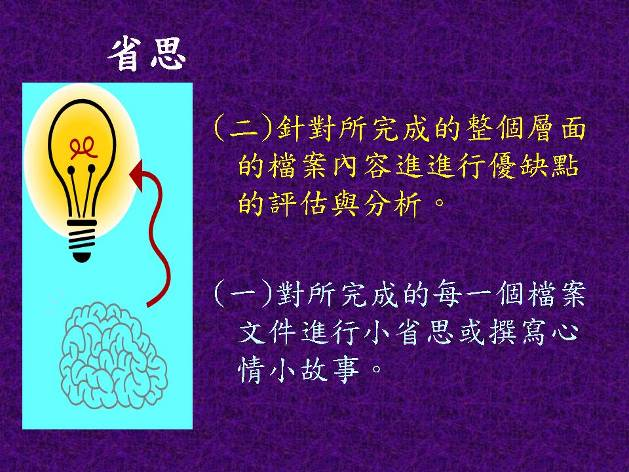 省思
(二)針對所完成的整個層面
的檔案內容進進行優缺點
的評估與分析。
(一)對所完成的每一個檔案
文件進行小省思或撰寫心
情小故事。